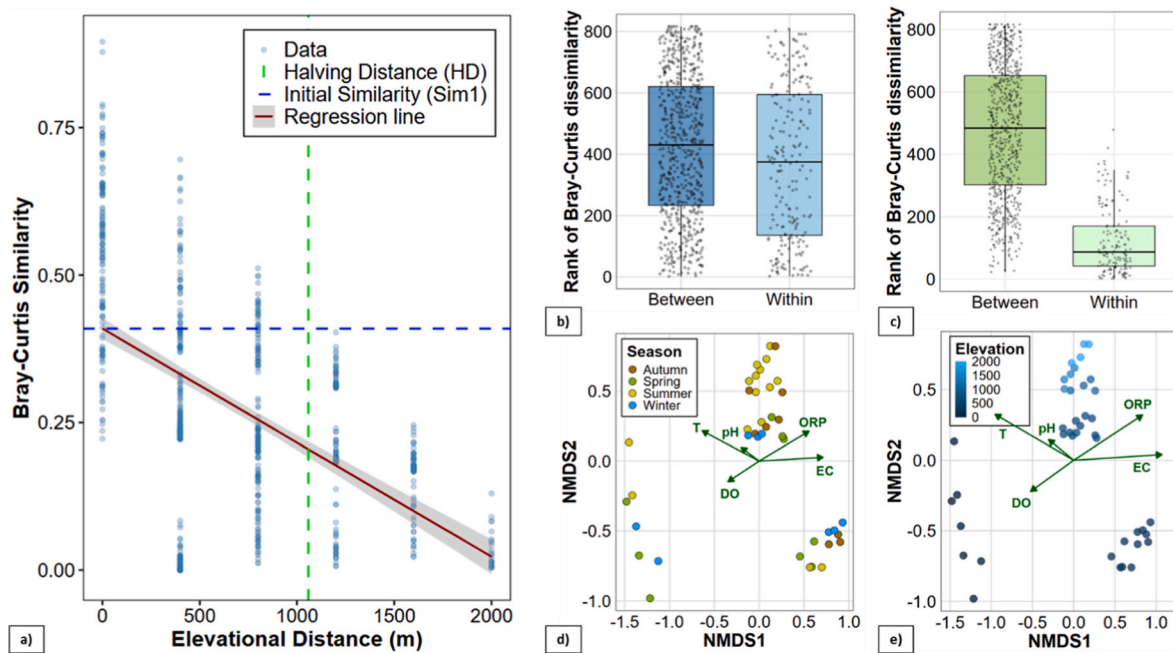 Data
Halving Distance (HD)
Initial Similarity (Sim1)
Regression line
Bray-Curtis Similarity
0.75
0.50
0.25
0.00
0 500 1000 1500 2000
Elevational Distance (m)
a)
Rank of Bray-Curtis dissimilarity
800
600
400
200
0
Between Within
b)
Rank of Bray-Curtis dissimilarity
800
600
400
200
0
Between Within
c)
Season
Autumn
Spring
Summer
Winter
T pH ORP
EC
DO
NMDS2
0.5
0.0
-0.5
-1.0
-1.5 -1.0 -0.5 0.0 0.5 1.0
NMDS1
d)
Elevation
2000
1500
1000
500
0
T pH ORP
EC
DO
NMDS2
0.5
0.0
-0.5
-1.0
-1.5 -1.0 -0.5 0.0 0.5 1.0
NMDS1
e)